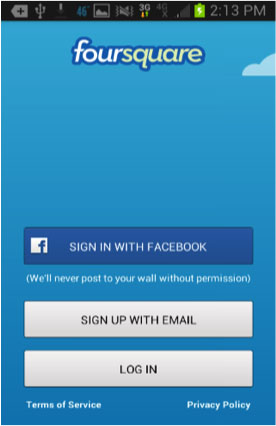 46° 3G 4G 2:13 PM
foursquare
SIGN IN WITH FACEBOOK
(We'll never post to your wall without permission)
SIGN UP WITH EMAIL
LOG IN
Terms of Service Privacy Policy